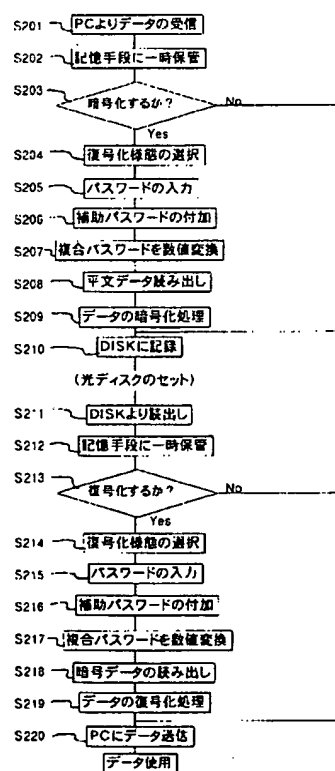 S201 PCよりデータの受信
S202 記憶手段に一時保管
S203 暗号化するか? No
Yes
S204 復号化様態の選択
S205 パスワードの入力
S206 補助パスワードの付加
S207 複合パスワードを数値変換
S208 平文データ読み出し
S209 データの暗号化処理
S210 DISKに記録
(光ディスクのセット)
S211 DISKより読出し
S212 記憶手段に一時保管
S213 復号化するか? No
Yes
S214 復号化様態の選択
S215 パスワードの入力
S216 補助パスワードの付加
S217 複合パスワードを数値変換
S218 暗号データの読み出し
S219 データの復号化処理
S220 PCにデータ送信
データ使用